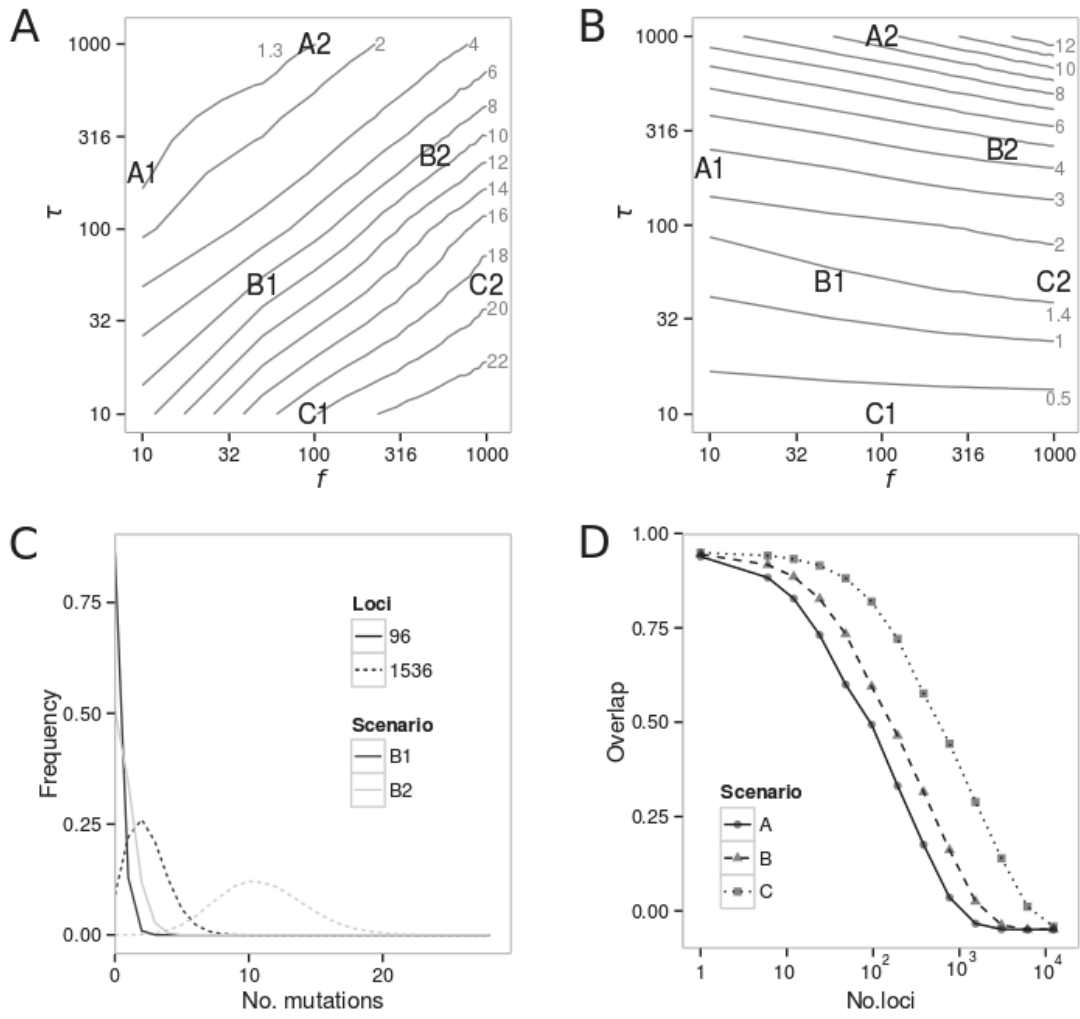 A
1000
316
100
32
10
τ
10
32
100
316
1000
f
1.3
2
4
6
8
10
12
14
16
18
20
22
A1
A2
B1
B2
C1
C2
B
1000
316
100
32
10
τ
10
32
100
316
1000
f
12
10
8
6
4
3
2
1.4
1
0.5
A1
A2
B1
B2
C1
C2
C
0.75
0.50
0.25
0.00
Frequency
0
10
20
No. mutations
Loci
96
1536
Scenario
B1
B2
D
1.00
0.75
0.50
0.25
0.00
Overlap
1
10
10²
10³
10⁴
No.loci
Scenario
A
B
C